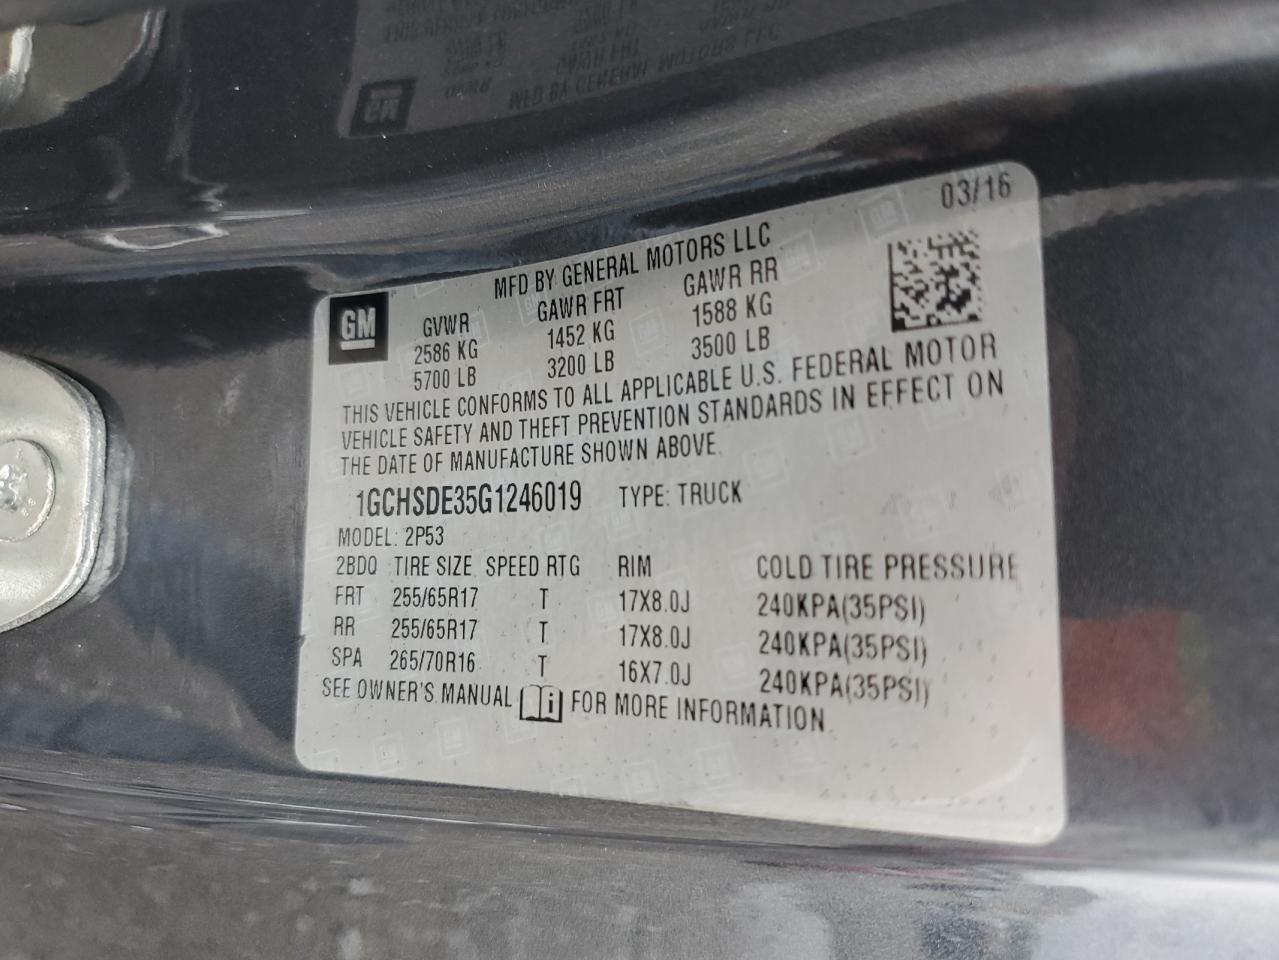 03/16
MFD BY GENERAL MOTORS LLC
GM
GVWR GAWR FRT GAWR RR
2586 KG 1452 KG 1588 KG
5700 LB 3200 LB 3500 LB
THIS VEHICLE CONFORMS TO ALL APPLICABLE U.S. FEDERAL MOTOR
VEHICLE SAFETY AND THEFT PREVENTION STANDARDS IN EFFECT ON
THE DATE OF MANUFACTURE SHOWN ABOVE.
1GCHSDE35G1246019 TYPE: TRUCK
MODEL: 2P53
2BDQ TIRE SIZE SPEED RTG RIM COLD TIRE PRESSURE
FRT 255/65R17 T 17X8.0J 240KPA(35PSI)
RR 255/65R17 T 17X8.0J 240KPA(35PSI)
SPA 265/70R16 T 16X7.0J 240KPA(35PSI)
SEE OWNER'S MANUAL i FOR MORE INFORMATION.